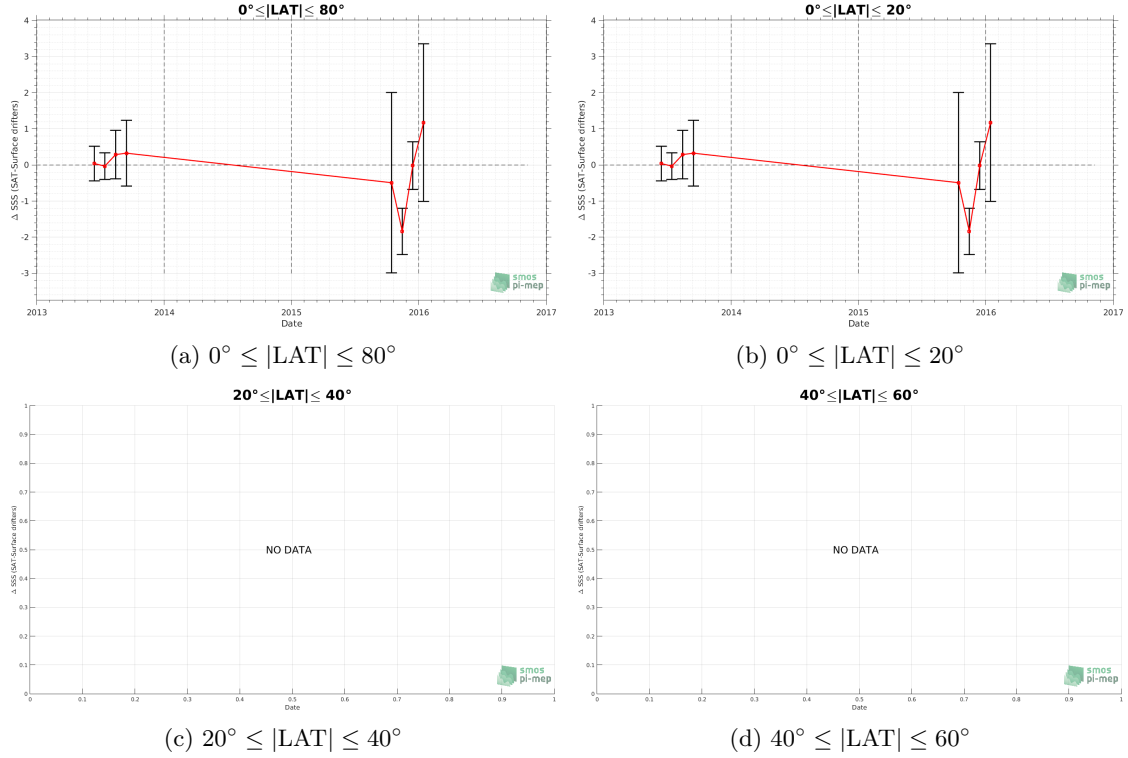 0°≤|LAT|≤ 80°
4
3
2
1
0
-1
-2
-3
Δ SSS (SAT-Surface drifters)
2013 2014 2015 2016 2017
Date
smos
pi-mep
(a) 0° ≤ |LAT| ≤ 80°
0°≤|LAT|≤ 20°
4
3
2
1
0
-1
-2
-3
Δ SSS (SAT-Surface drifters)
2013 2014 2015 2016 2017
Date
smos
pi-mep
(b) 0° ≤ |LAT| ≤ 20°
20°≤|LAT|≤ 40°
1
0.9
0.8
0.7
0.6
0.5
0.4
0.3
0.2
0.1
0
Δ SSS (SAT-Surface drifters)
NO DATA
0 0.1 0.2 0.3 0.4 0.5 0.6 0.7 0.8 0.9 1
Date
smos
pi-mep
(c) 20° ≤ |LAT| ≤ 40°
40°≤|LAT|≤ 60°
1
0.9
0.8
0.7
0.6
0.5
0.4
0.3
0.2
0.1
0
Δ SSS (SAT-Surface drifters)
NO DATA
0 0.1 0.2 0.3 0.4 0.5 0.6 0.7 0.8 0.9 1
Date
smos
pi-mep
(d) 40° ≤ |LAT| ≤ 60°